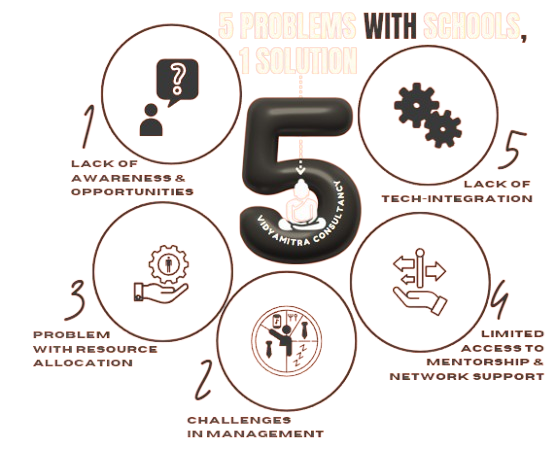 5 PROBLEMS WITH SCHOOLS,
1 SOLUTION
5
VIDYAMITRA CONSULTANCY
?
1
LACK OF
AWARENESS &
OPPORTUNITIES
5
LACK OF
TECH-INTEGRATION
3
PROBLEM
WITH RESOURCE
ALLOCATION
4
LIMITED
ACCESS TO
MENTORSHIP &
NETWORK SUPPORT
2
CHALLENGES
IN MANAGEMENT